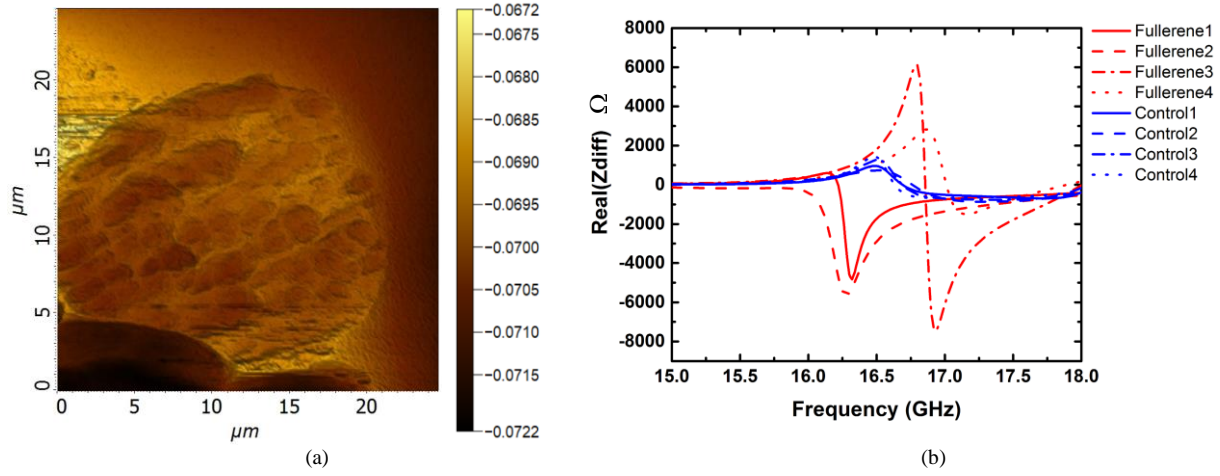 20
15
10
5
0
μm
0
5
10
15
20
μm
−0.0672
−0.0680
−0.0685
−0.0690
−0.0695
−0.0700
−0.0705
−0.0710
−0.0715
−0.0722
(a)
Real(Zdiff) Ω
8000
6000
4000
2000
0
-2000
-4000
-6000
-8000
15.0 15.5 16.0 16.5 17.0 17.5 18.0
Frequency (GHz)
Fullerene1
Fullerene2
Fullerene3
Fullerene4
Control1
Control2
Control3
Control4
(b)